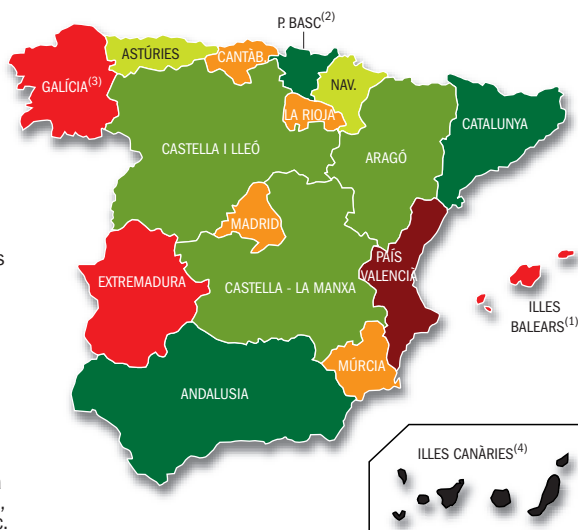 P. BASC(2)
ASTÚRIES
CANTÀB.
GALÍCIA(3)
NAV.
LA RIOJA
CATALUNYA
CASTELLA I LLEÓ
ARAGÓ
MADRID
PAÍS
VALENCIÀ
s
EXTREMADURA
CASTELLA - LA MANXA
ILLES
BALEARS(1)
MÚRCIA
ANDALUSIA
ILLES CANÀRIES(4)
,
C.